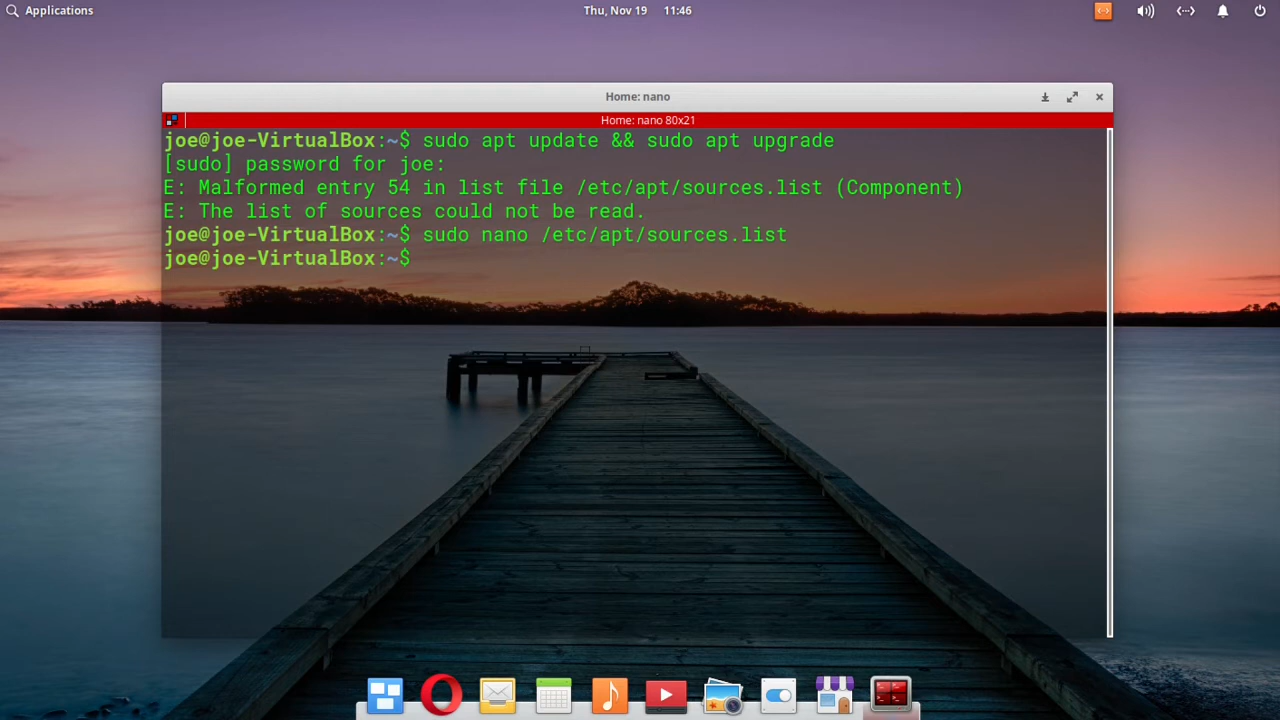 Applications
Thu, Nov 19 11:46
Home: nano
Home: nano 80x21
joe@joe-VirtualBox:~$ sudo apt update && sudo apt upgrade
[sudo] password for joe:
E: Malformed entry 54 in list file /etc/apt/sources.list (Component)
E: The list of sources could not be read.
joe@joe-VirtualBox:~$ sudo nano /etc/apt/sources.list
joe@joe-VirtualBox:~$